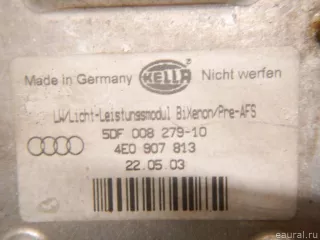 Made in Germany HELLA Nicht werfen
LW/Licht-Leistungsmodul BiXenon/Pre-AFS
5DF 008 279-10
4E0 907 813
22.05.03
eaural.ru